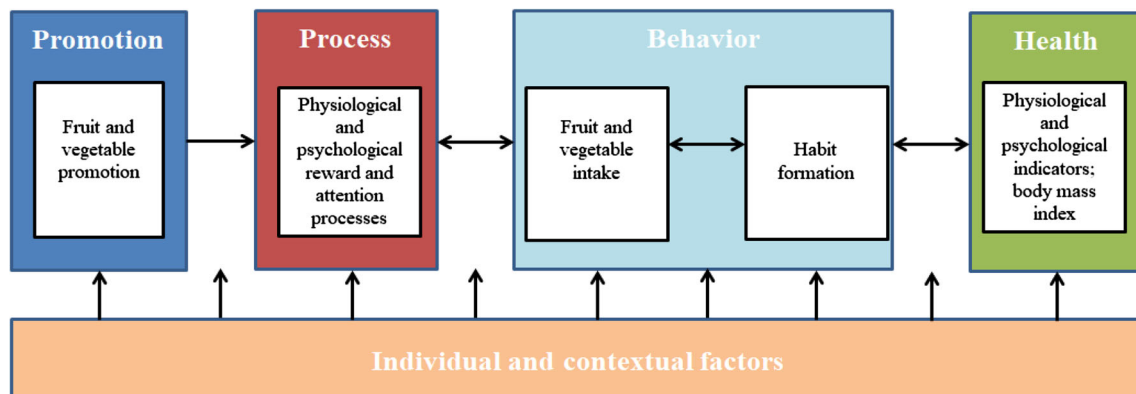 Promotion
Fruit and
vegetable
promotion
Process
Physiological
and
psychological
reward and
attention
processes
Behavior
Fruit and
vegetable
intake
Habit
formation
Health
Physiological
and
psychological
indicators;
body mass
index
Individual and contextual factors